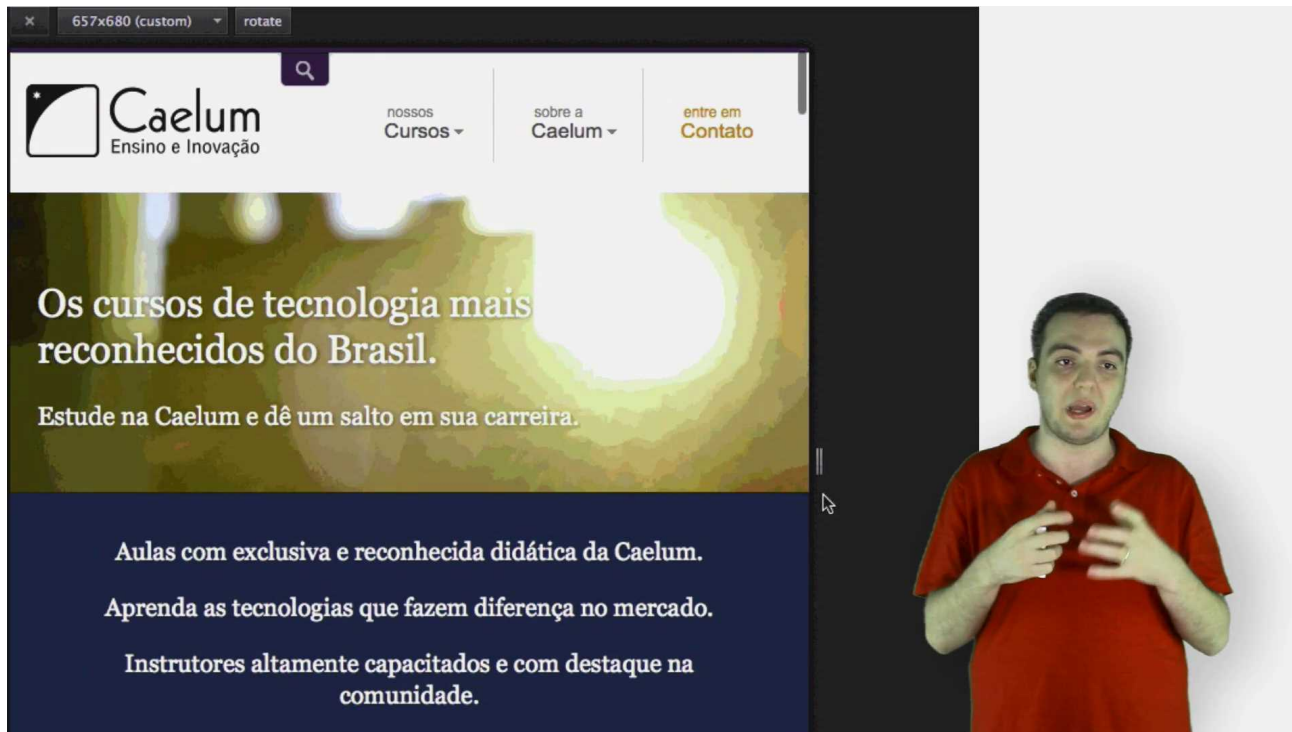 657x680 (custom)
rotate
Caelum
Ensino e Inovação
nossos
Cursos
sobre a
Caelum
entre em
Contato
Os cursos de tecnologia mais
reconhecidos do Brasil.
Estude na Caelum e dê um salto em sua carreira.
Aulas com exclusiva e reconhecida didática da Caelum.
Aprenda as tecnologias que fazem diferença no mercado.
Instrutores altamente capacitados e com destaque na
comunidade.